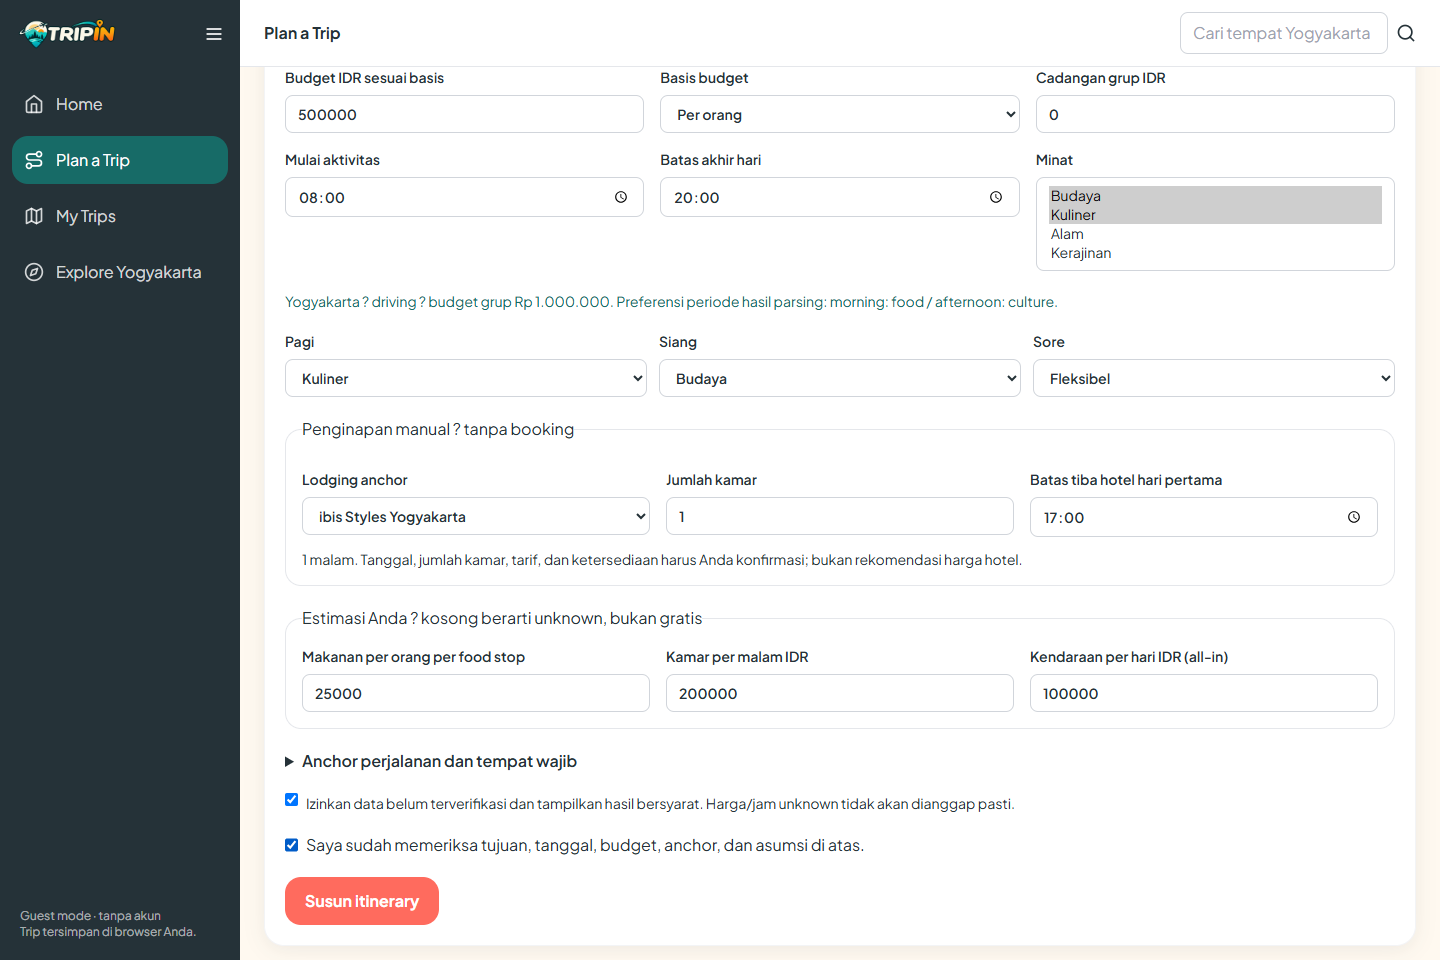 TRIPIN
Plan a Trip
Cari tempat Yogyakarta
Home
Plan a Trip
My Trips
Explore Yogyakarta
Guest mode · tanpa akun
Trip tersimpan di browser Anda.
Budget IDR sesuai basis
500000
Basis budget
Per orang
Cadangan grup IDR
0
Mulai aktivitas
08:00
Batas akhir hari
20:00
Minat
Budaya
Kuliner
Alam
Kerajinan
Yogyakarta ? driving ? budget grup Rp 1.000.000. Preferensi periode hasil parsing: morning: food / afternoon: culture.
Pagi
Kuliner
Siang
Budaya
Sore
Fleksibel
Penginapan manual ? tanpa booking
Lodging anchor
ibis Styles Yogyakarta
Jumlah kamar
1
Batas tiba hotel hari pertama
17:00
1 malam. Tanggal, jumlah kamar, tarif, dan ketersediaan harus Anda konfirmasi; bukan rekomendasi harga hotel.
Estimasi Anda ? kosong berarti unknown, bukan gratis
Makanan per orang per food stop
25000
Kamar per malam IDR
200000
Kendaraan per hari IDR (all-in)
100000
Anchor perjalanan dan tempat wajib
Izinkan data belum terverifikasi dan tampilkan hasil bersyarat. Harga/jam unknown tidak akan dianggap pasti.
Saya sudah memeriksa tujuan, tanggal, budget, anchor, dan asumsi di atas.
Susun itinerary